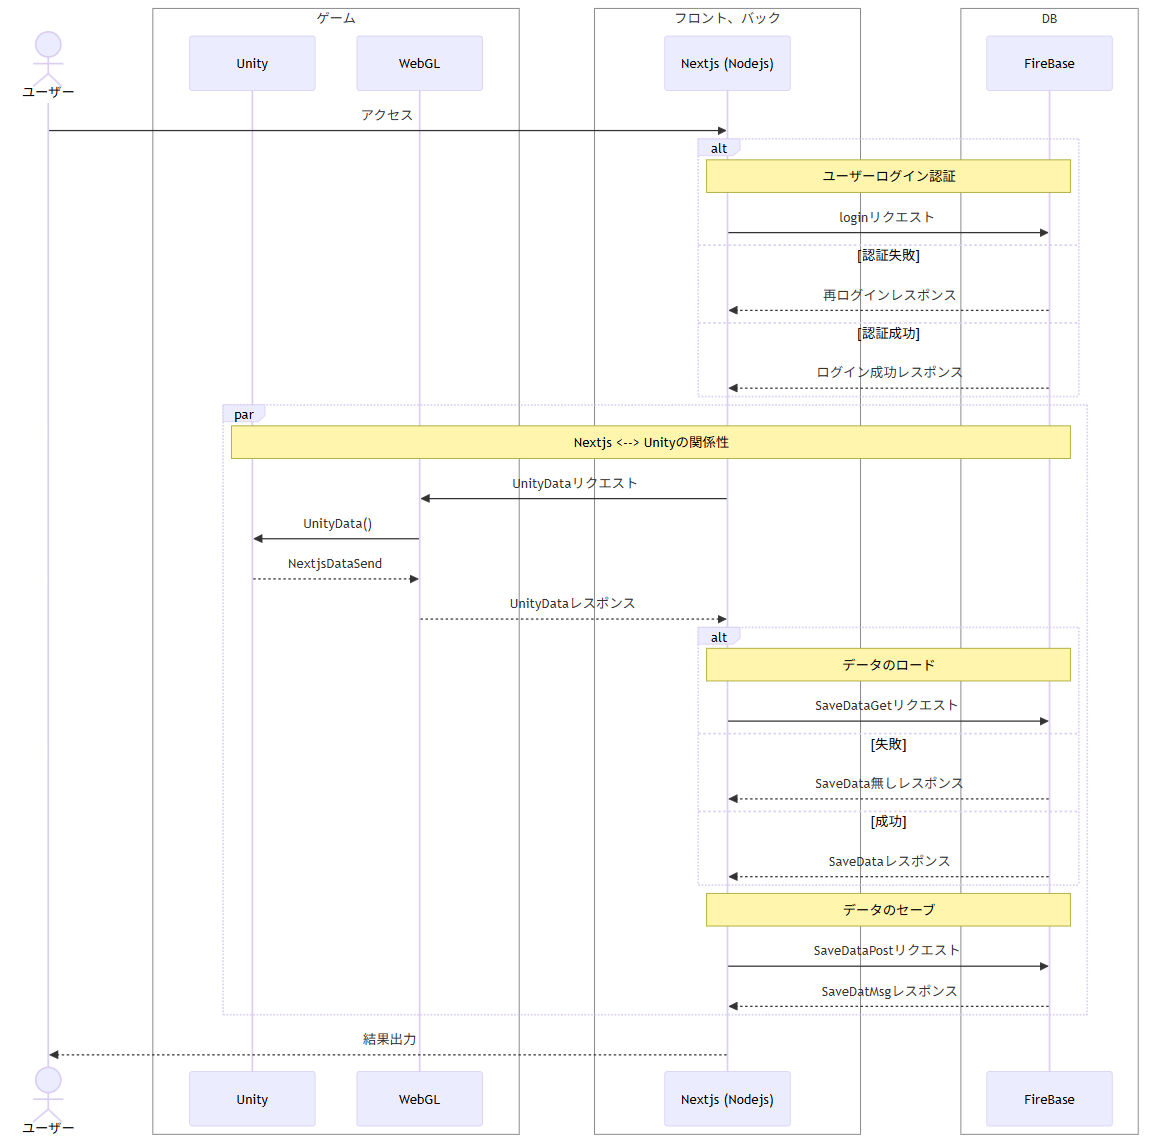 ゲーム
フロント、バック
DB
ユーザー
Unity
WebGL
Nextjs (Nodejs)
FireBase
アクセス
alt
ユーザーログイン認証
loginリクエスト
[認証失敗]
再ログインレスポンス
[認証成功]
ログイン成功レスポンス
par
Nextjs <--> Unityの関係性
UnityDataリクエスト
UnityData()
NextjsDataSend
UnityDataレスポンス
alt
データのロード
SaveDataGetリクエスト
[失敗]
SaveData無しレスポンス
[成功]
SaveDataレスポンス
データのセーブ
SaveDataPostリクエスト
SaveDatMsgレスポンス
結果出力
ユーザー
Unity
WebGL
Nextjs (Nodejs)
FireBase